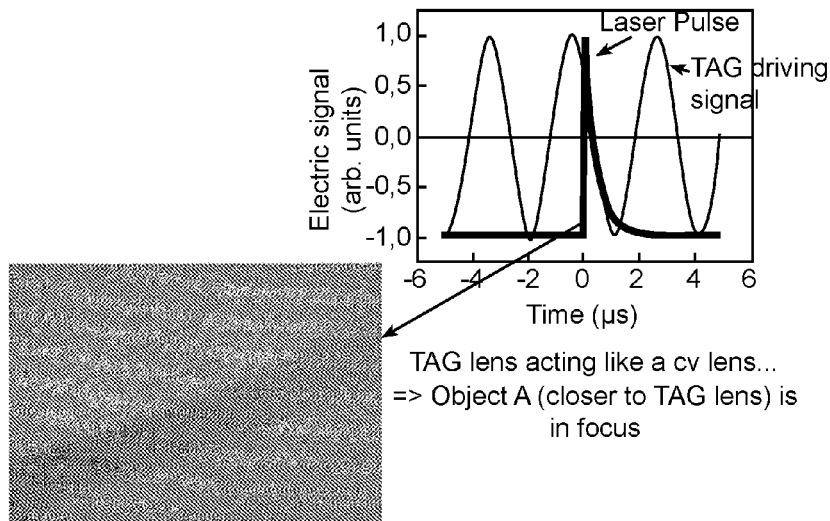 Laser Pulse
TAG driving
signal
Electric signal
(arb. units)
1,0
0,5
0,0
-0,5
-1,0
-6 -4 -2 0 2 4 6
Time (µs)
TAG lens acting like a cv lens...
=> Object A (closer to TAG lens) is
in focus